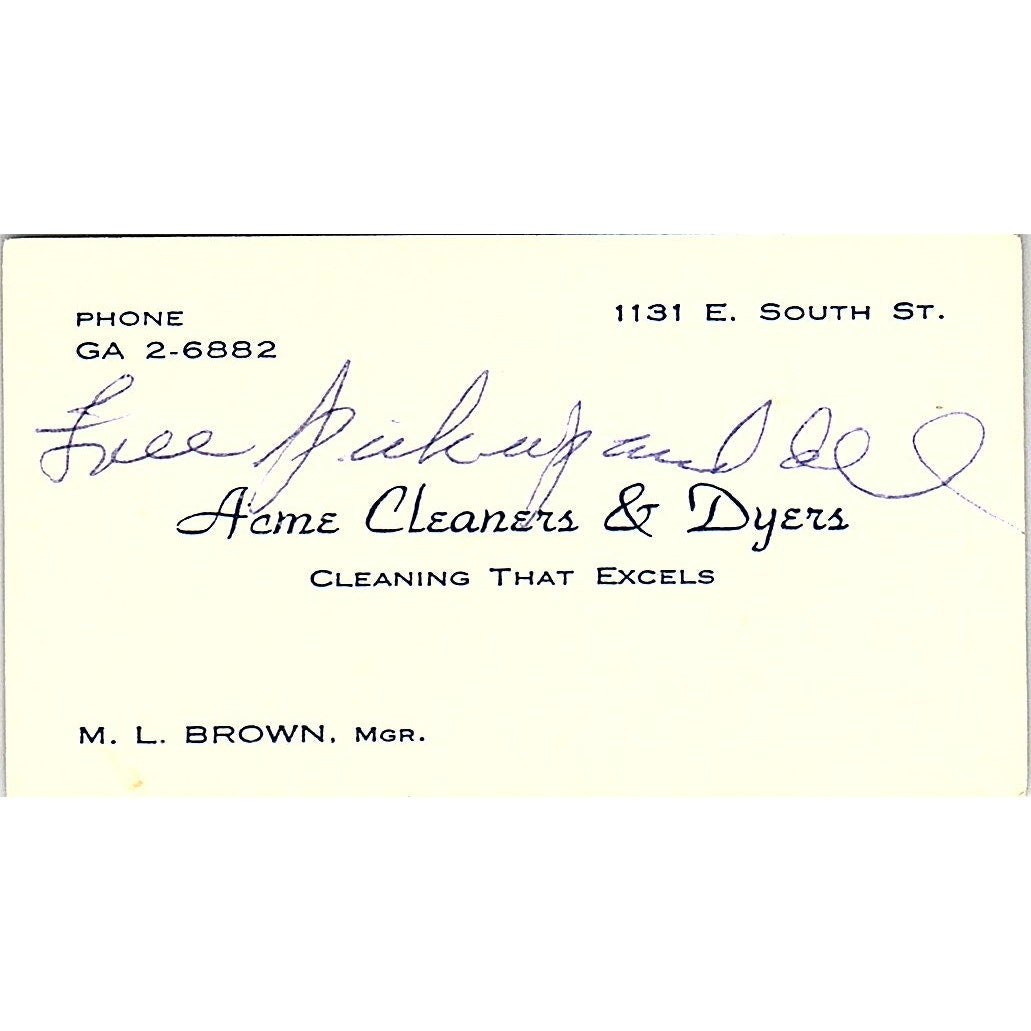 PHONE
GA 2-6882
1131 E. SOUTH ST.
Free Pickup and del
Acme Cleaners & Dyers
CLEANING THAT EXCELS
M. L. BROWN, MGR.